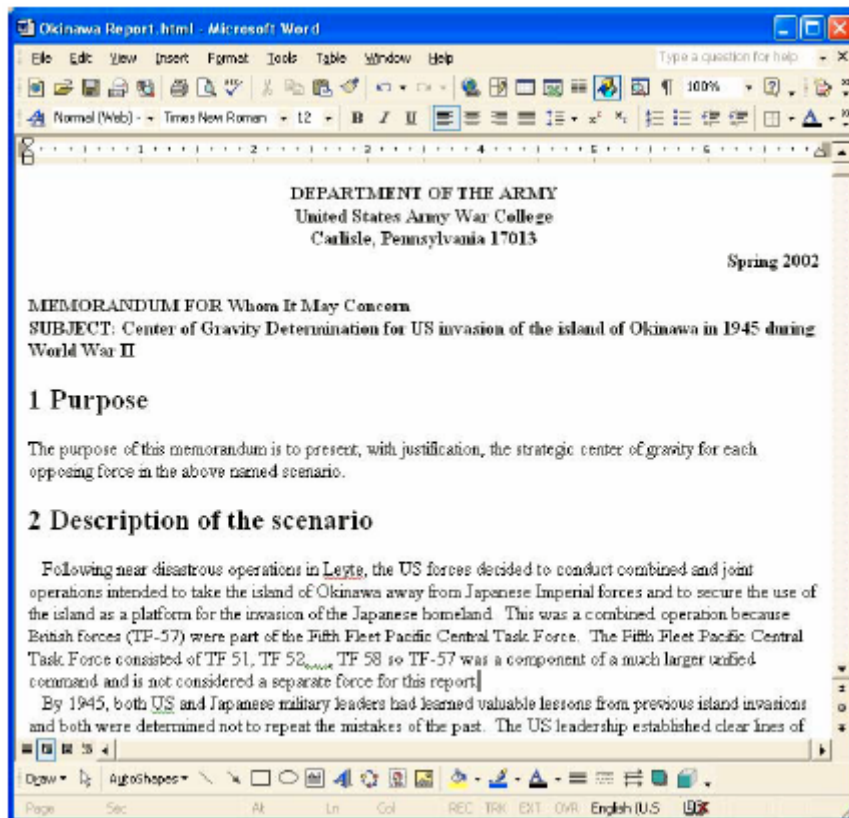 Okinawa Report.html - Microsoft Word
File Edit View Insert Format Tools Table Window Help Type a question for help
100%
Normal (Web) Times New Roman 12 B I U
1 2 3 4 5 6
DEPARTMENT OF THE ARMY
United States Army War College
Carlisle, Pennsylvania 17013
Spring 2002
MEMORANDUM FOR Whom It May Concern
SUBJECT: Center of Gravity Determination for US invasion of the island of Okinawa in 1945 during
World War II
1 Purpose
The purpose of this memorandum is to present, with justification, the strategic center of gravity for each
opposing force in the above named scenario.
2 Description of the scenario
Following near disastrous operations in Leyte, the US forces decided to conduct combined and joint
operations intended to take the island of Okinawa away from Japanese Imperial forces and to secure the use of
the island as a platform for the invasion of the Japanese homeland. This was a combined operation because
British forces (TF-57) were part of the Fifth Fleet Pacific Central Task Force. The Fifth Fleet Pacific Central
Task Force consisted of TF 51, TF 52, TF 58 so TF-57 was a component of a much larger unified
command and is not considered a separate force for this report.
By 1945, both US and Japanese military leaders had learned valuable lessons from previous island invasions
and both were determined not to repeat the mistakes of the past. The US leadership established clear lines of
Draw AutoShapes
Page Sec At Ln Col REC TRK EXT OVR English (U.S